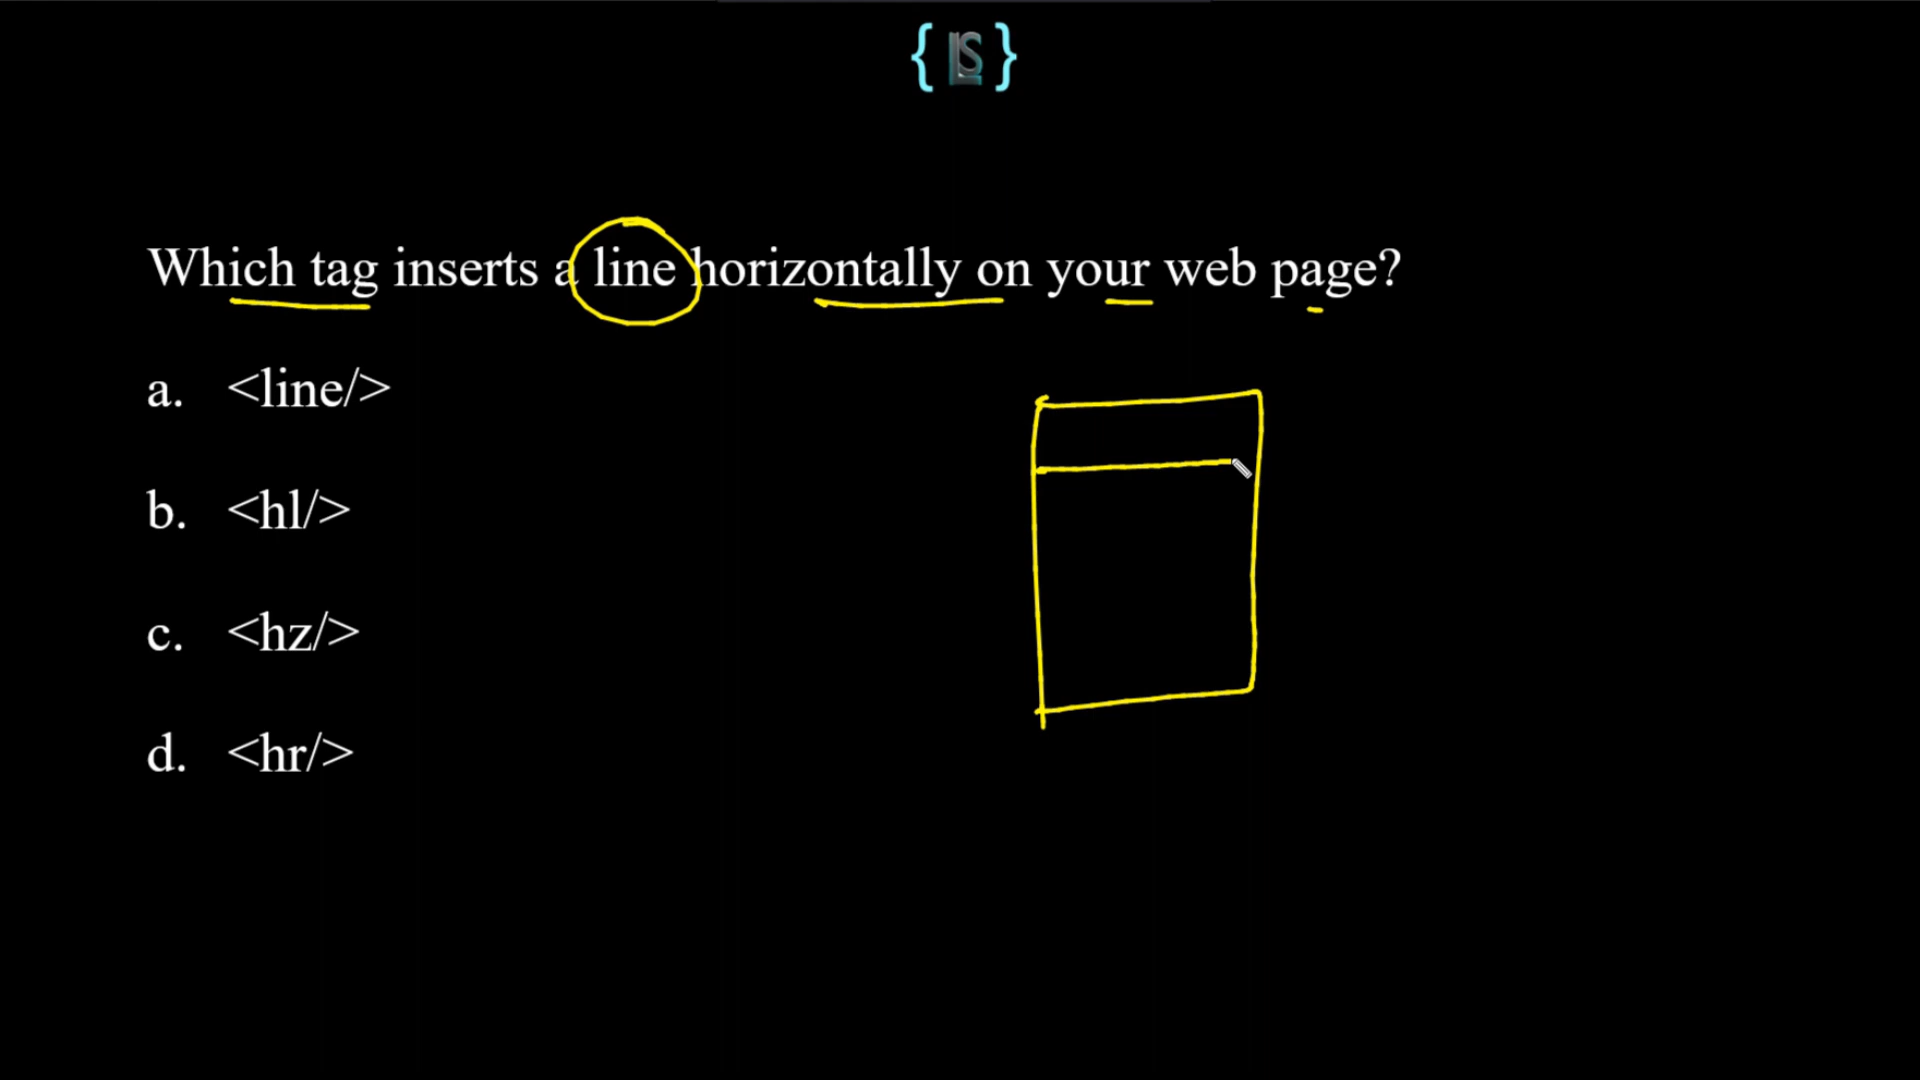 { LS }
Which tag inserts a line horizontally on your web page?
a. <line/>
b. <hl/>
c. <hz/>
d. <hr/>